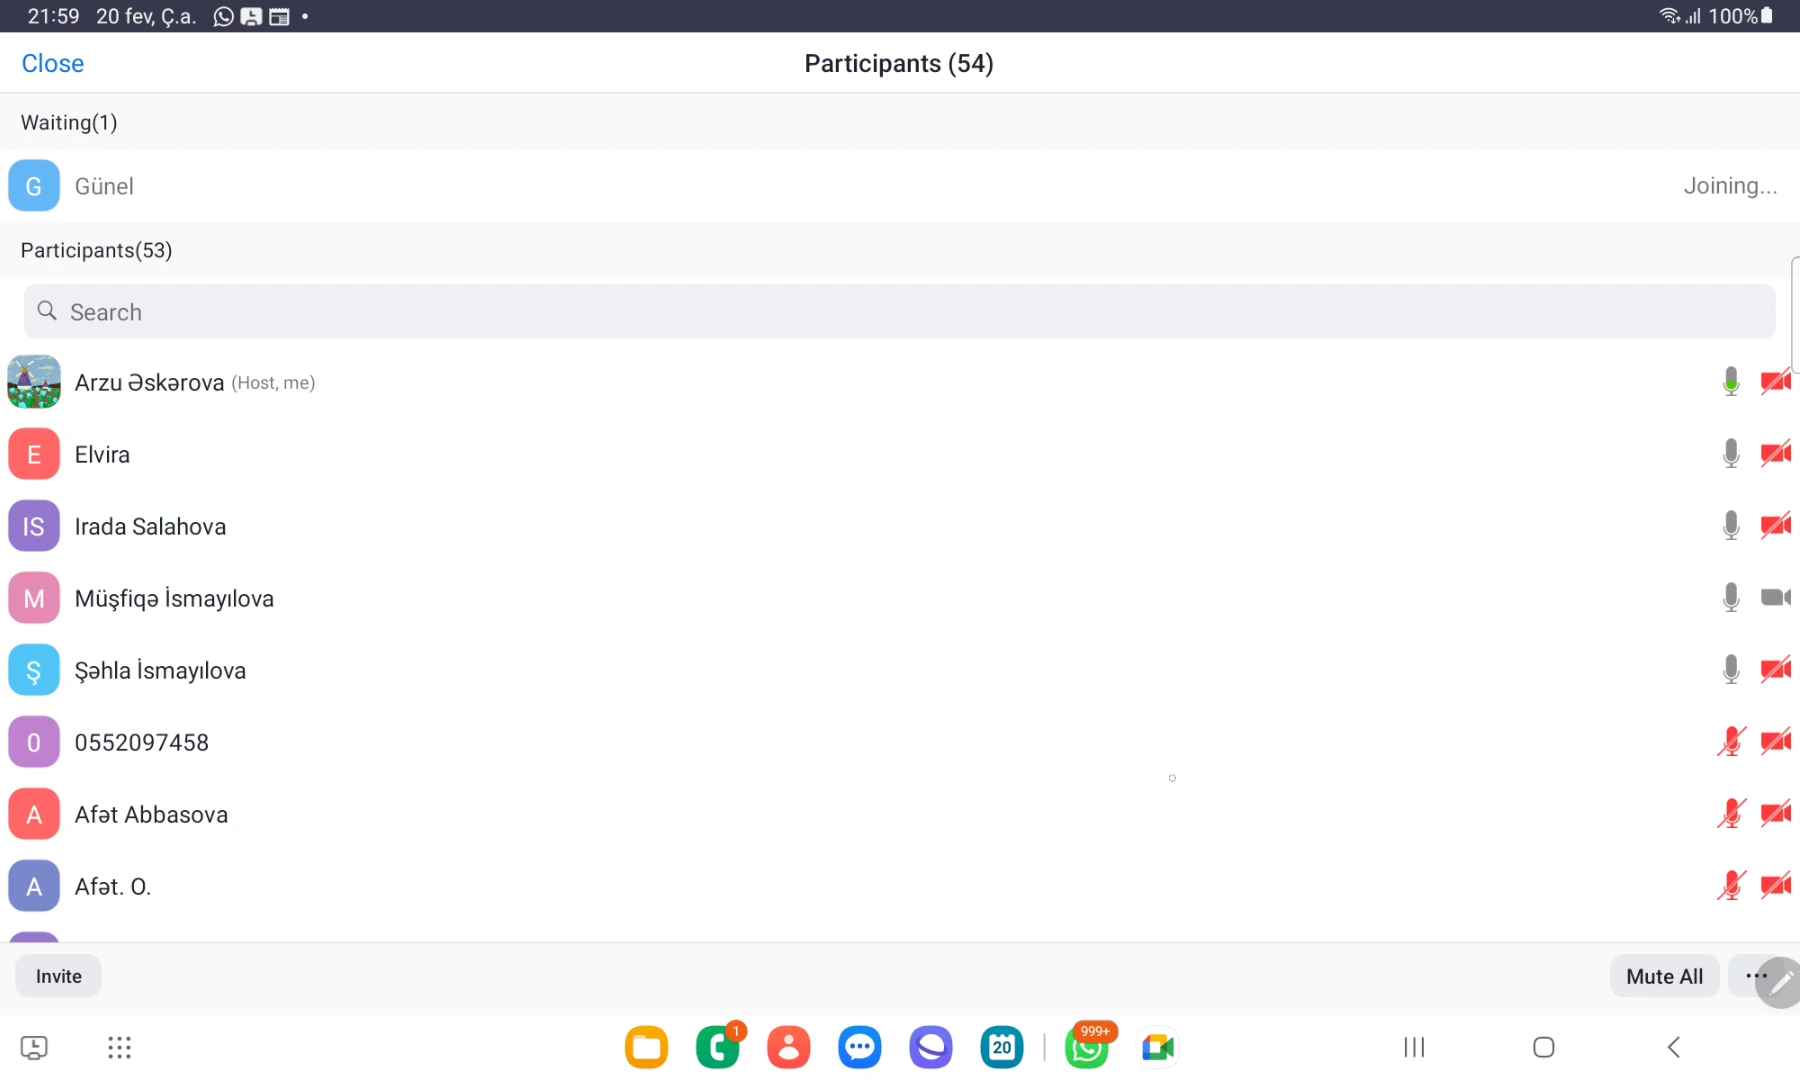 21:59 20 fev, Ç.a.
100%
Close
Participants (54)
Waiting(1)
G Günel Joining...
Participants(53)
Search
Arzu Əskərova (Host, me)
E Elvira
IS Irada Salahova
M Müşfiqə İsmayılova
Ş Şəhla İsmayılova
0 0552097458
A Afət Abbasova
A Afət. O.
Invite
Mute All
1
20
999+